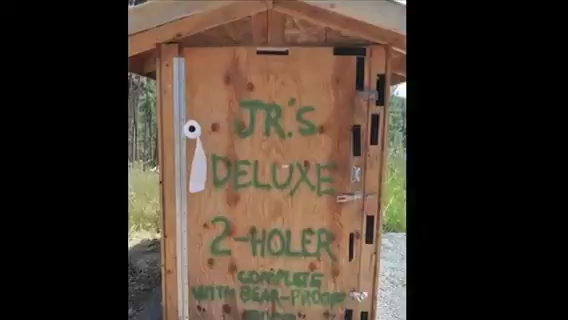 JR.'S
DELUXE
2-HOLER
COMPLETE
WITH BEAR-PROOF